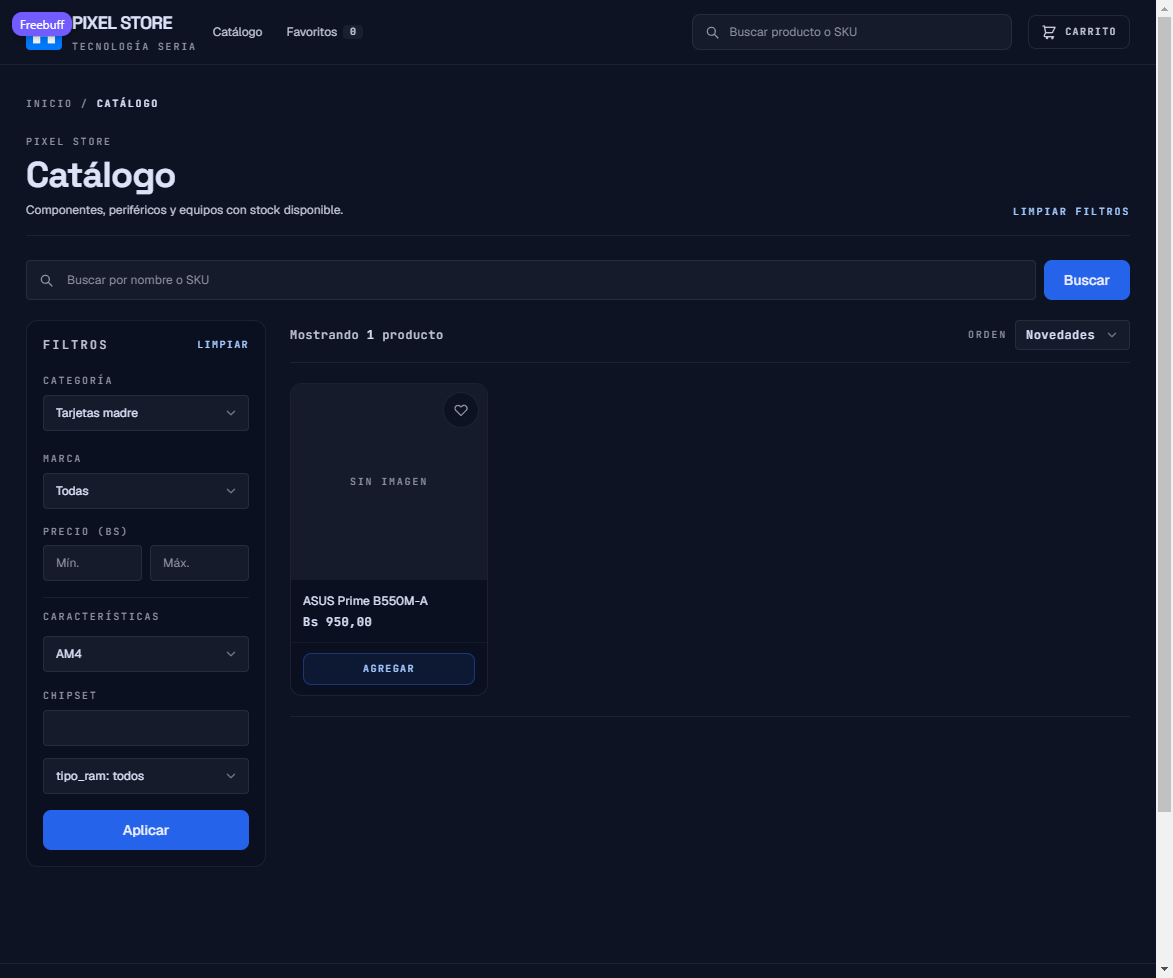 Freebuff
PIXEL STORE
TECNOLOGÍA SERIA
Catálogo
Favoritos 0
Buscar producto o SKU
CARRITO
INICIO / CATÁLOGO
PIXEL STORE
Catálogo
Componentes, periféricos y equipos con stock disponible.
LIMPIAR FILTROS
Buscar por nombre o SKU
Buscar
FILTROS
LIMPIAR
CATEGORÍA
Tarjetas madre
MARCA
Todas
PRECIO (BS)
Mín.
Máx.
CARACTERÍSTICAS
AM4
CHIPSET
tipo_ram: todos
Aplicar
Mostrando 1 producto
ORDEN
Novedades
SIN IMAGEN
ASUS Prime B550M-A
Bs 950,00
AGREGAR